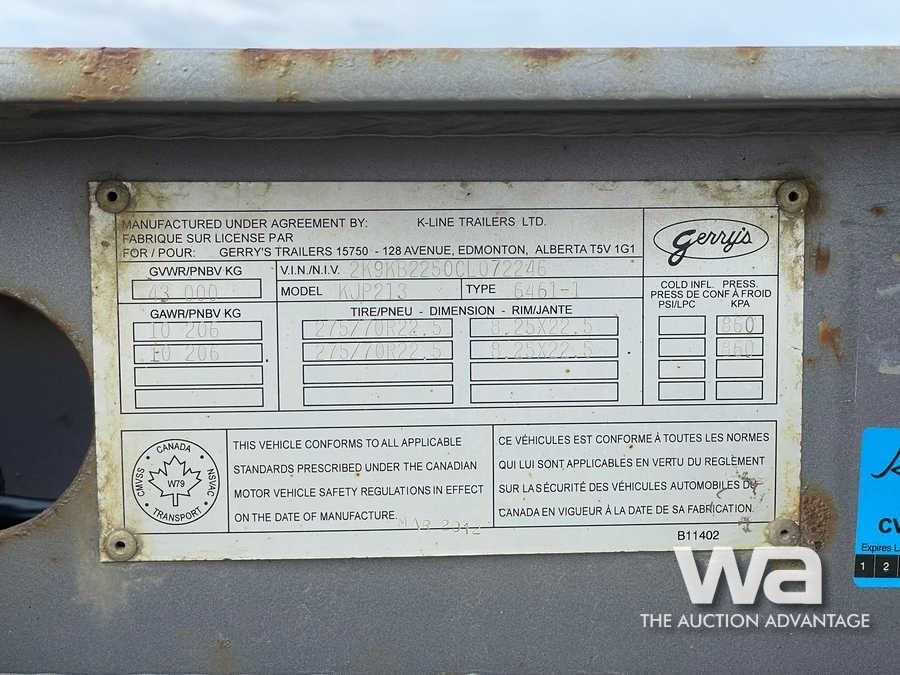 MANUFACTURED UNDER AGREEMENT BY: K-LINE TRAILERS LTD.
FABRIQUE SUR LICENSE PAR
FOR / POUR: GERRY'S TRAILERS 15750 - 128 AVENUE, EDMONTON, ALBERTA T5V 1G1
Gerry's
GVWR/PNBV KG V.I.N./N.I.V. 2K9KB2250CL072246
43 000 MODEL KJP213 TYPE 6461-1
COLD INFL. PRESS.
PRESS DE CONF À FROID
PSI/LPC KPA
GAWR/PNBV KG TIRE/PNEU - DIMENSION - RIM/JANTE
10 206 275/70R22.5 8.25X22.5 860
10 206 275/70R22.5 8.25X22.5 860
CANADA
CMVSS W79 NSVAC
TRANSPORT
THIS VEHICLE CONFORMS TO ALL APPLICABLE
STANDARDS PRESCRIBED UNDER THE CANADIAN
MOTOR VEHICLE SAFETY REGULATIONS IN EFFECT
ON THE DATE OF MANUFACTURE. 2012
CE VÉHICULES EST CONFORME À TOUTES LES NORMES
QUI LUI SONT APPLICABLES EN VERTU DU REGLEMENT
SUR LA SÉCURITÉ DES VÉHICULES AUTOMOBILES DU
CANADA EN VIGUEUR À LA DATE DE SA FABRICATION.
B11402
CV
Expires
1 2
wa
THE AUCTION ADVANTAGE